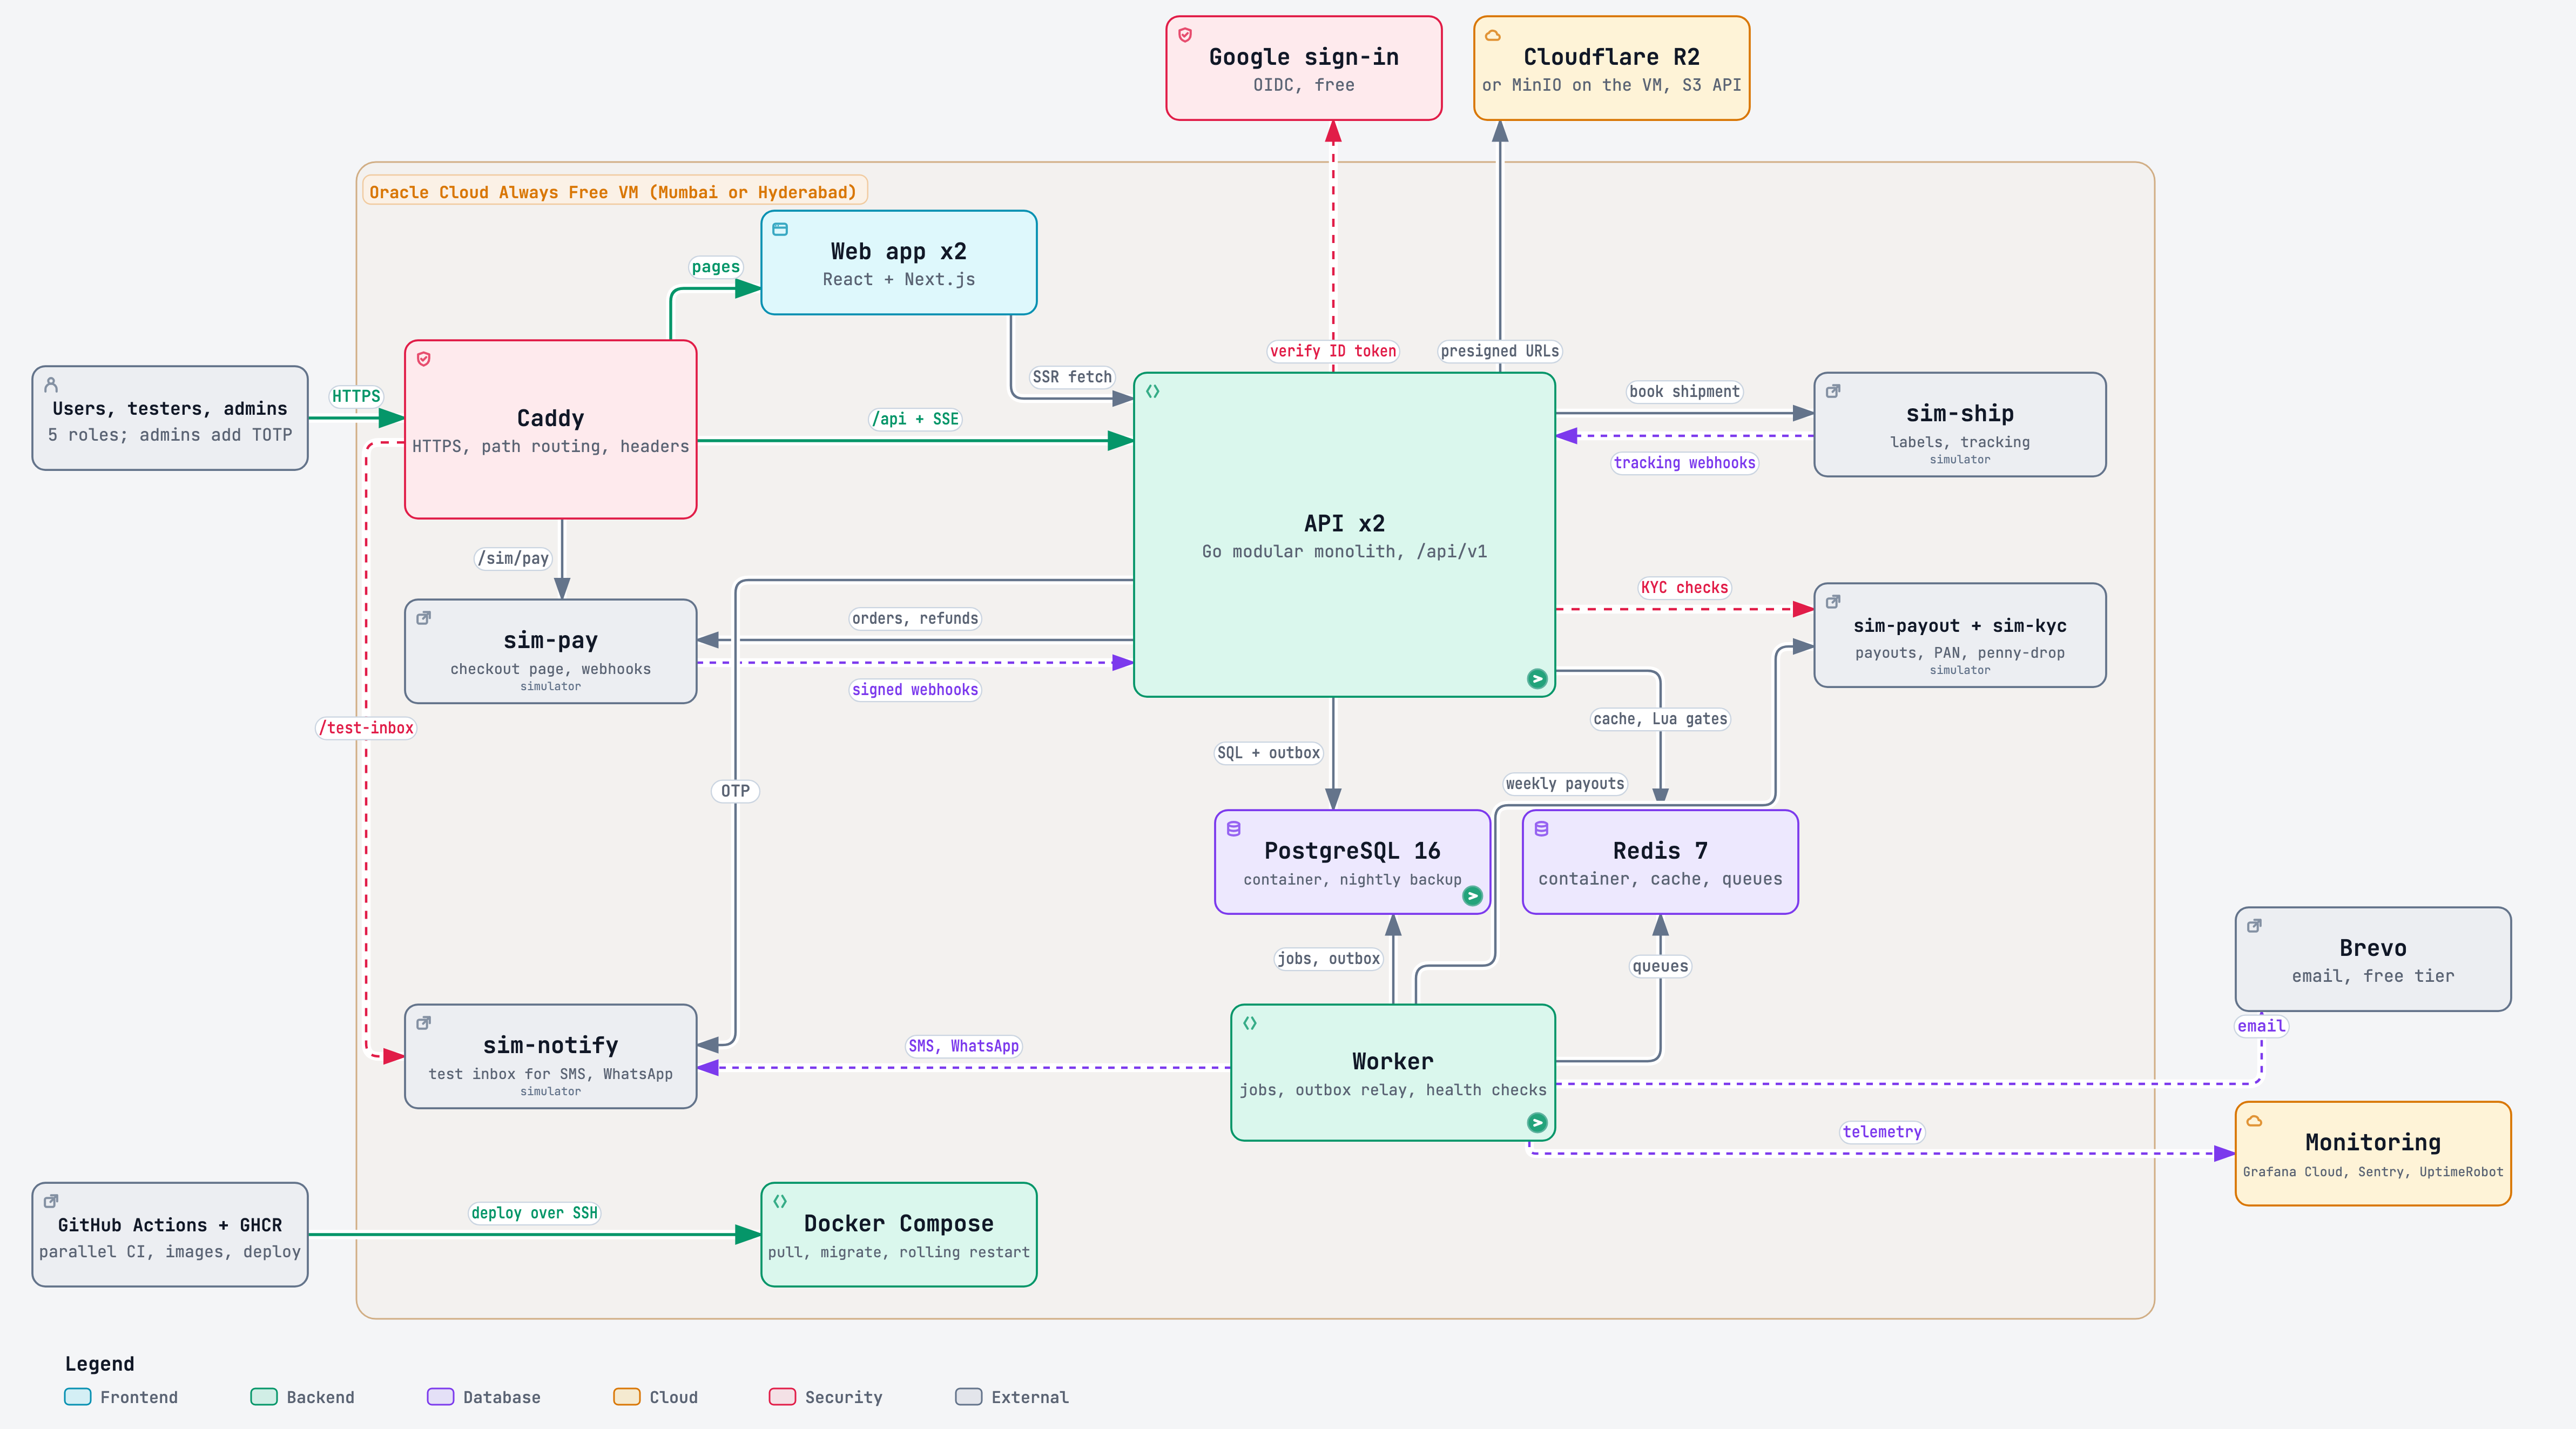 Google sign-in
OIDC, free
Cloudflare R2
or MinIO on the VM, S3 API
Oracle Cloud Always Free VM (Mumbai or Hyderabad)
Web app x2
React + Next.js
pages
verify ID token
presigned URLs
SSR fetch
Users, testers, admins
5 roles; admins add TOTP
HTTPS
Caddy
HTTPS, path routing, headers
/api + SSE
book shipment
sim-ship
labels, tracking
simulator
tracking webhooks
API x2
Go modular monolith, /api/v1
/sim/pay
KYC checks
sim-pay
checkout page, webhooks
simulator
orders, refunds
signed webhooks
sim-payout + sim-kyc
payouts, PAN, penny-drop
simulator
/test-inbox
cache, Lua gates
SQL + outbox
OTP
weekly payouts
PostgreSQL 16
container, nightly backup
Redis 7
container, cache, queues
jobs, outbox
queues
Brevo
email, free tier
email
sim-notify
test inbox for SMS, WhatsApp
simulator
SMS, WhatsApp
Worker
jobs, outbox relay, health checks
telemetry
Monitoring
Grafana Cloud, Sentry, UptimeRobot
GitHub Actions + GHCR
parallel CI, images, deploy
deploy over SSH
Docker Compose
pull, migrate, rolling restart
Legend
Frontend
Backend
Database
Cloud
Security
External